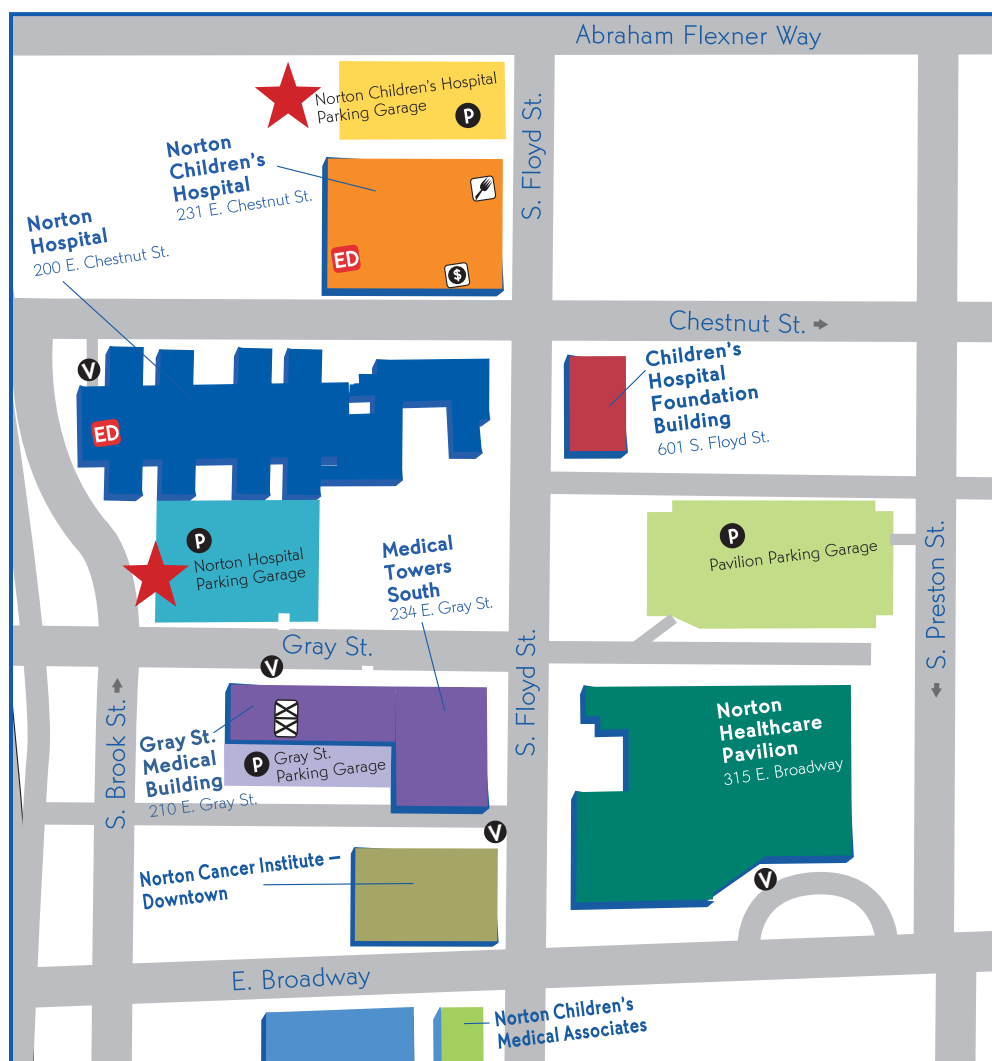 Abraham Flexner Way
Norton Children's Hospital
Parking Garage
P
S. Floyd St.
Norton
Children's
Hospital
231 E. Chestnut St.
ED
$
Norton
Hospital
200 E. Chestnut St.
Chestnut St.
V
ED
Children's
Hospital
Foundation
Building
601 S. Floyd St.
P
Norton Hospital
Parking Garage
Medical
Towers
South
234 E. Gray St.
P
Pavilion Parking Garage
S. Preston St.
Gray St.
V
S. Floyd St.
S. Brook St.
Gray St.
Medical
Building
210 E. Gray St.
P
Gray St.
Parking Garage
Norton
Healthcare
Pavilion
315 E. Broadway
V
V
Norton Cancer Institute –
Downtown
E. Broadway
Norton Children's
Medical Associates